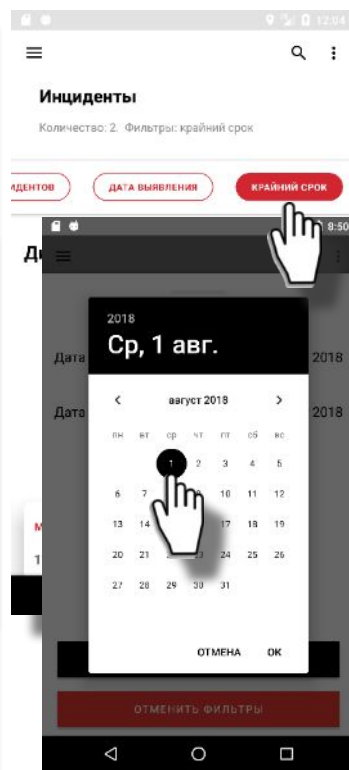 12:04
Инциденты
Количество: 2. Фильтры: крайний срок
ДАТА ВЫЯВЛЕНИЯ
КРАЙНИЙ СРОК
8:50
2018
Ср, 1 авг.
Дата
2018
август 2018
Дата
2018
пн вт ср чт пт сб вс
1 2 3 4 5
6 7 10 11 12
13 14 17 18 19
20 21 24 25 26
27 28 29 30 31
ОТМЕНА ОК
ОТМЕНИТЬ ФИЛЬТРЫ